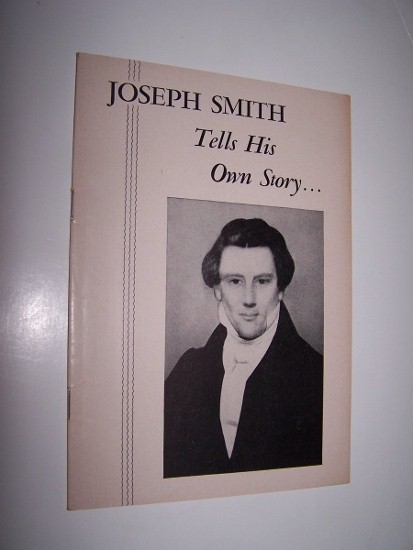 JOSEPH SMITH
Tells His
Own Story...